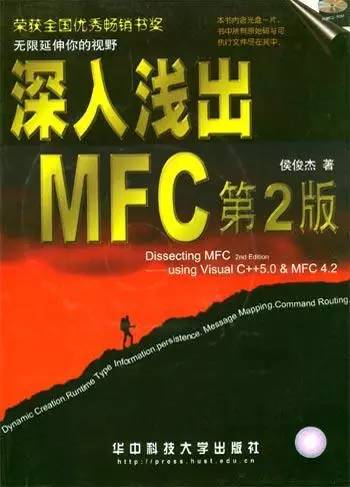 荣获全国优秀畅销书奖
无限延伸你的视野
本书内含光盘一片，
书中所有原始码与可
执行文件尽在其中。
深入浅出
MFC 第2版
侯俊杰 著
Dissecting MFC 2nd Edition
using Visual C++5.0 & MFC 4.2
Dynamic Creation.Runtime Type Information.persistence. Message Mapping.Command Routing.
华中科技大学出版社
http://press.hust.edu.cn